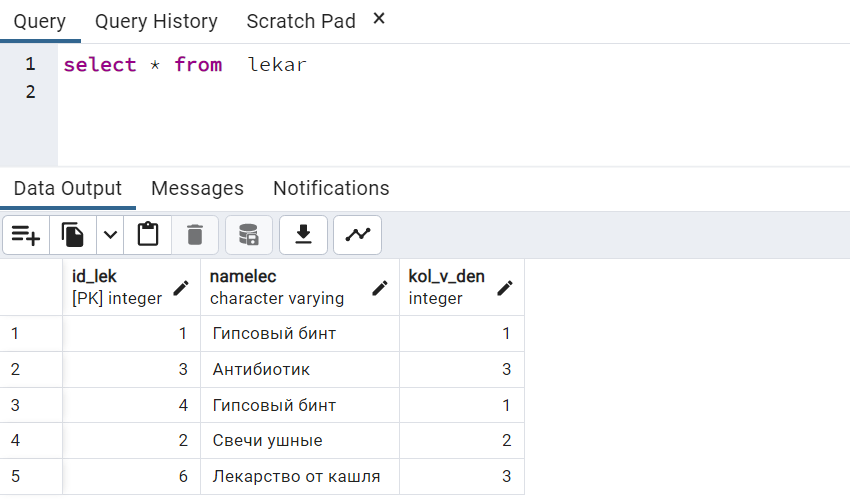 Query Query History Scratch Pad ×
1 select * from lekar
2
Data Output Messages Notifications
id_lek namelec kol_v_den
[PK] integer character varying integer
1 1 Гипсовый бинт 1
2 3 Антибиотик 3
3 4 Гипсовый бинт 1
4 2 Свечи ушные 2
5 6 Лекарство от кашля 3